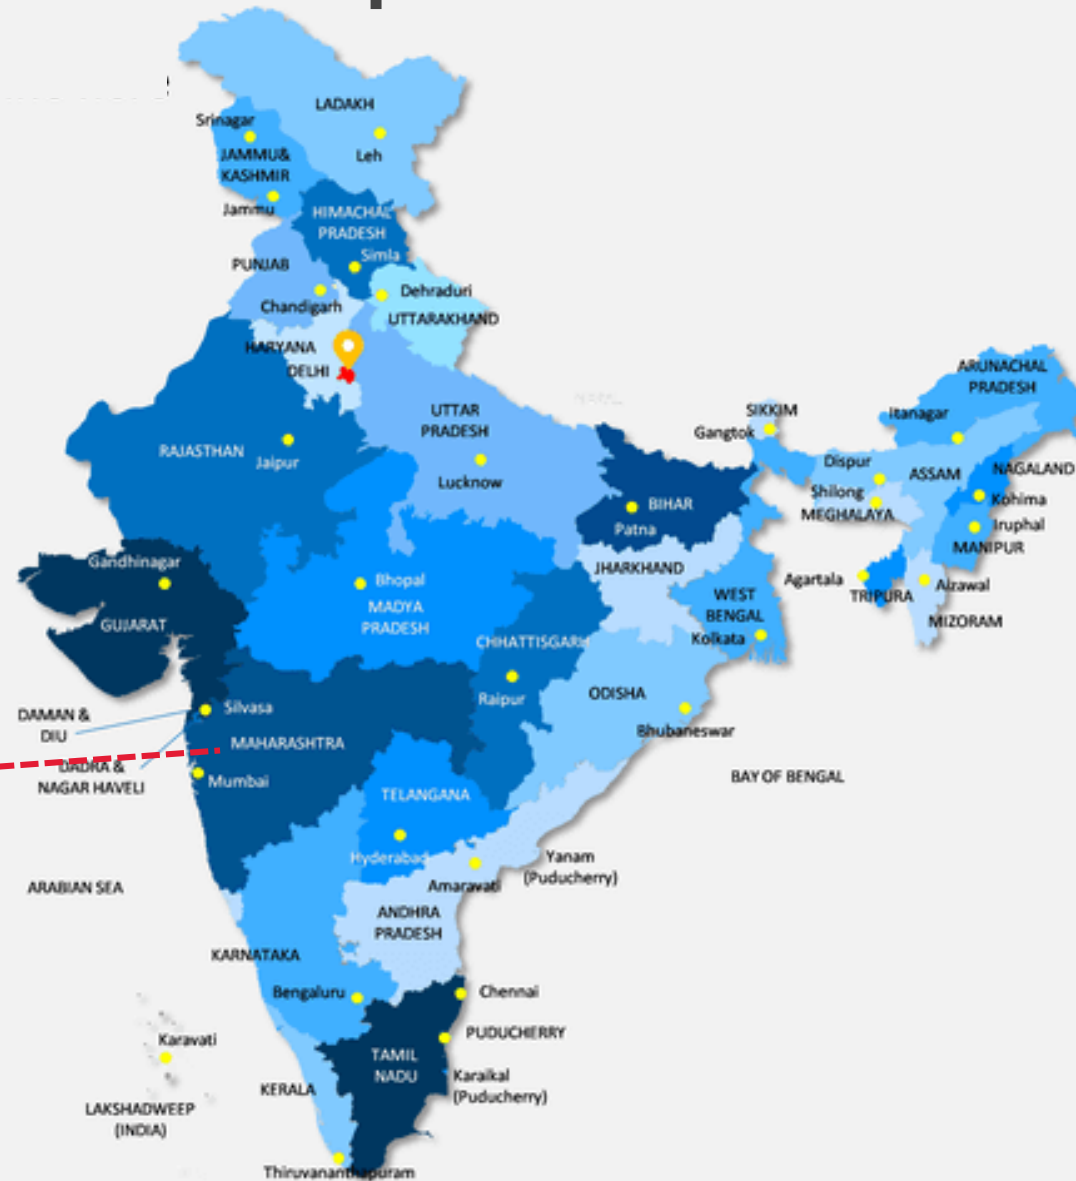 LADAKH
Srinagar
Leh
JAMMU&
KASHMIR
Jammu
HIMACHAL
PRADESH
Simla
PUNJAB
Chandigarh
Dehraduri
UTTARAKHAND
HARYANA
DELHI
ARUNACHAL
PRADESH
UTTAR
PRADESH
SIKKIM
Itanagar
Gangtok
RAJASTHAN
Jaipur
Lucknow
Dispur
ASSAM
NAGALAND
Shilong
Kohima
MEGHALAYA
BIHAR
Patna
Iruphal
MANIPUR
Gandhinagar
JHARKHAND
Bhopal
Agartala
Aizawal
TRIPURA
WEST
BENGAL
MADYA
PRADESH
GUJARAT
MIZORAM
Kolkata
CHHATTISGARH
Raipur
ODISHA
Silvasa
DAMAN &
DIU
Bhubaneswar
MAHARASHTRA
DADRA &
NAGAR HAVELI
Mumbai
BAY OF BENGAL
TELANGANA
Hyderabad
Yanam
(Puducherry)
Amaravati
ARABIAN SEA
ANDHRA
PRADESH
KARNATAKA
Bengaluru
Chennai
PUDUCHERRY
Karavati
TAMIL
NADU
Karaikal
(Puducherry)
KERALA
LAKSHADWEEP
(INDIA)
Thiruvananthapuram